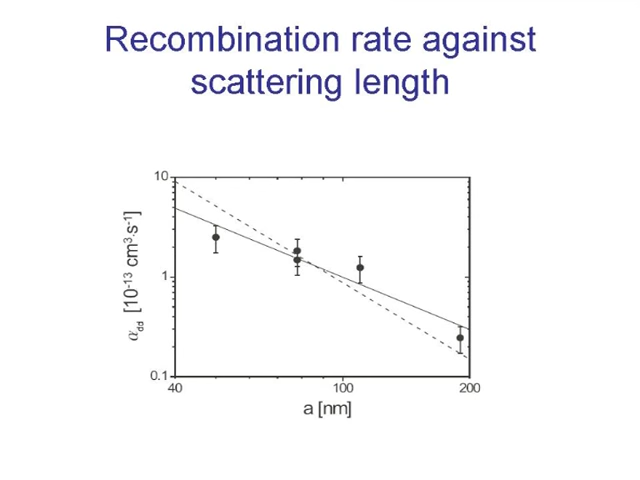 Recombination rate against
scattering length
10
1
0.1
α_dd [10^-13 cm^3·s^-1]
40
100
200
a [nm]